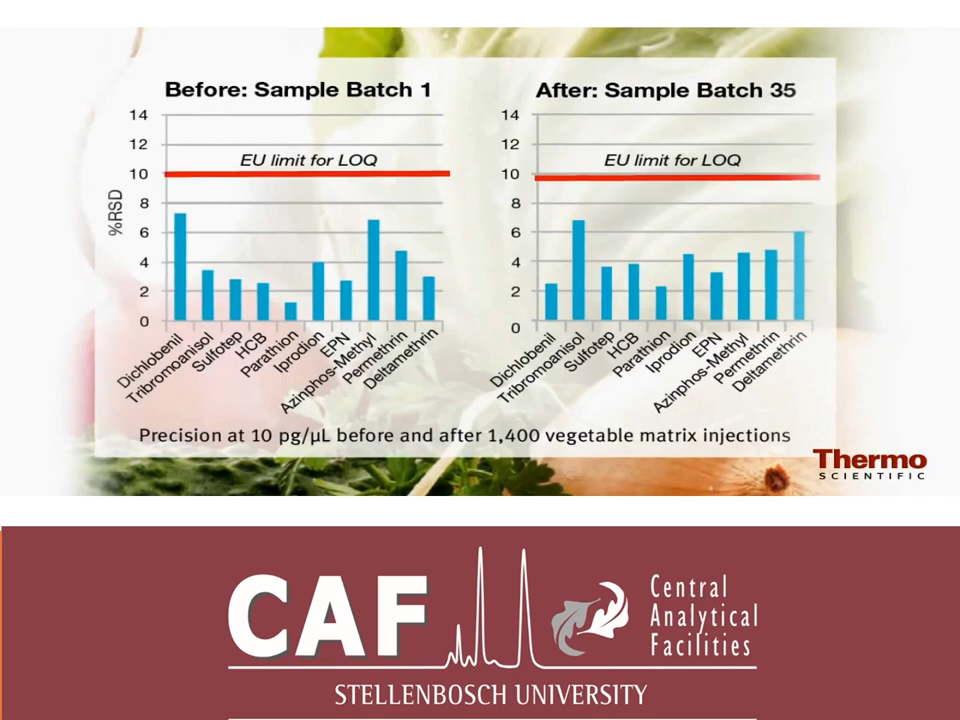 Before: Sample Batch 1
14
12
10
8
6
4
2
0
%RSD
EU limit for LOQ
Dichlobenil
Tribromoanisol
Sulfotep
HCB
Parathion
Iprodion
EPN
Azinphos-Methyl
Permethrin
Deltamethrin
After: Sample Batch 35
14
12
10
8
6
4
2
0
EU limit for LOQ
Dichlobenil
Tribromoanisol
Sulfotep
HCB
Parathion
Iprodion
EPN
Azinphos-Methyl
Permethrin
Deltamethrin
Precision at 10 pg/µL before and after 1,400 vegetable matrix injections
Thermo
SCIENTIFIC
CAF
Central
Analytical
Facilities
STELLENBOSCH UNIVERSITY